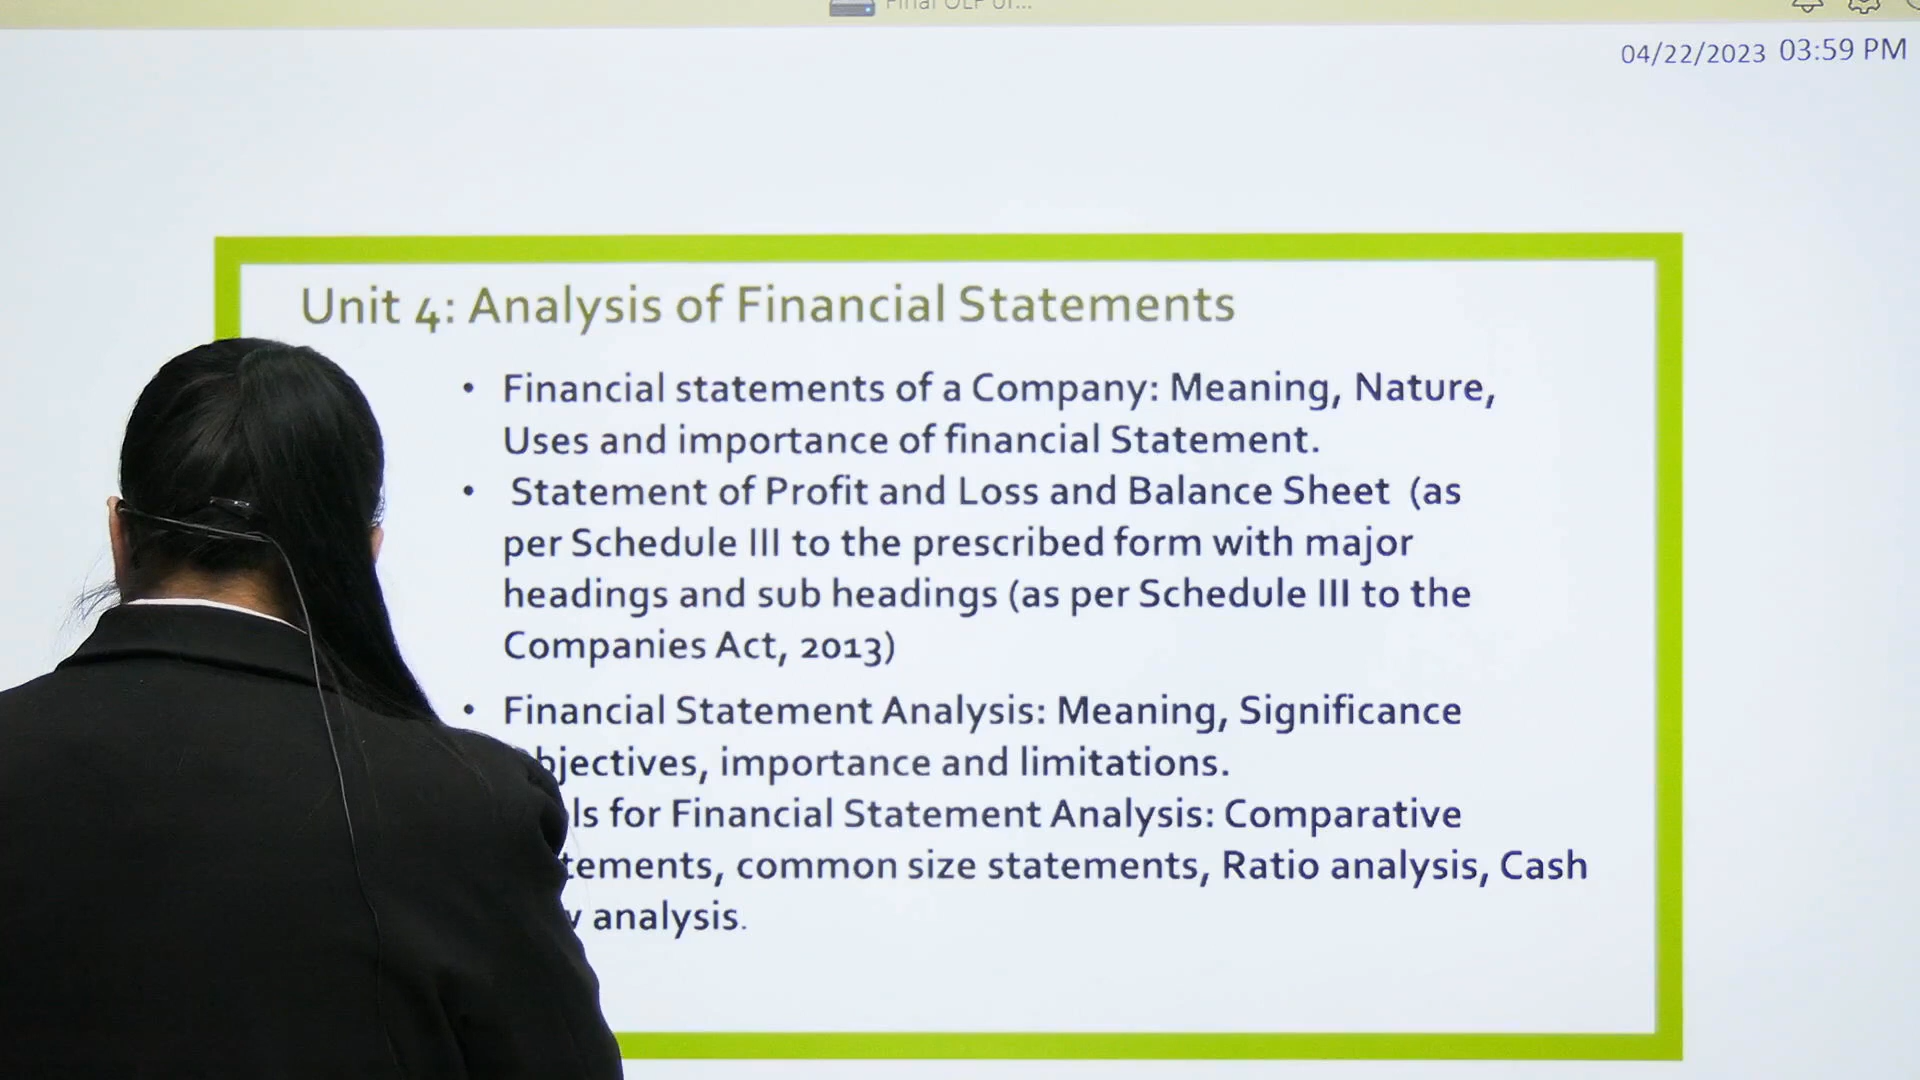 04/22/2023 03:59 PM
Unit 4: Analysis of Financial Statements
• Financial statements of a Company: Meaning, Nature,
Uses and importance of financial Statement.
• Statement of Profit and Loss and Balance Sheet (as
per Schedule III to the prescribed form with major
headings and sub headings (as per Schedule III to the
Companies Act, 2013)
• Financial Statement Analysis: Meaning, Significance
bjectives, importance and limitations.
ls for Financial Statement Analysis: Comparative
tements, common size statements, Ratio analysis, Cash
analysis.